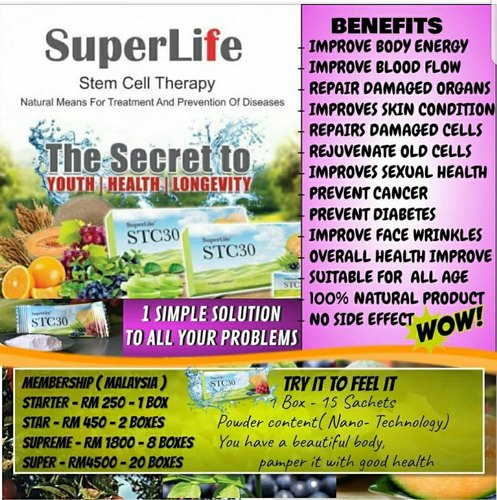 SuperLife
Stem Cell Therapy
Natural Means For Treatment And Prevention Of Diseases
The Secret to
YOUTH | HEALTH | LONGEVITY
SuperLife
STC30
SuperLife
STC30
STC30
1 SIMPLE SOLUTION
TO ALL YOUR PROBLEMS
BENEFITS
- IMPROVE BODY ENERGY
- IMPROVE BLOOD FLOW
- REPAIR DAMAGED ORGANS
- IMPROVES SKIN CONDITION
- REPAIRS DAMAGED CELLS
- REJUVENATE OLD CELLS
- IMPROVES SEXUAL HEALTH
- PREVENT CANCER
- PREVENT DIABETES
- IMPROVE FACE WRINKLES
- OVERALL HEALTH IMPROVE
- SUITABLE FOR ALL AGE
- 100% NATURAL PRODUCT
- NO SIDE EFFECT
WOW!
MEMBERSHIP ( MALAYSIA )
STARTER - RM 250 - 1 BOX
STAR - RM 450 - 2 BOXES
SUPREME - RM 1800 - 8 BOXES
SUPER - RM4500 - 20 BOXES
STC30
TRY IT TO FEEL IT
1 Box - 15 Sachets
Powder content( Nano- Technology)
You have a beautiful body,
pamper it with good health